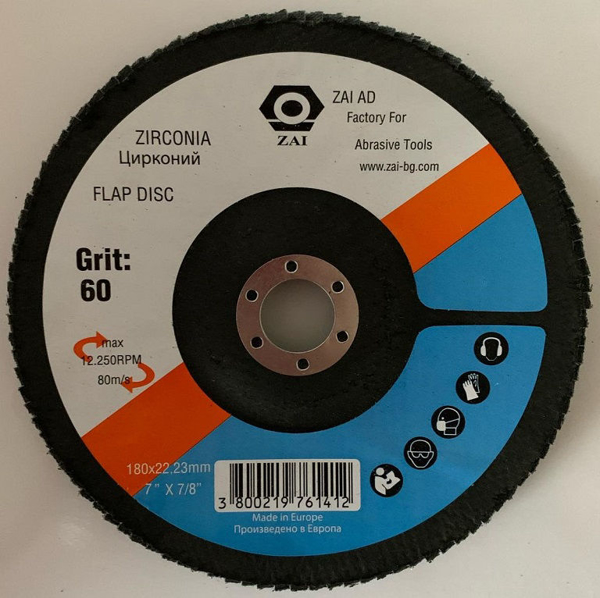 ZAI
ZAI AD
Factory For
Abrasive Tools
www.zai-bg.com
ZIRCONIA
Цирконий
FLAP DISC
Grit:
60
max
12.250RPM
80m/s
180x22,23mm
7" X 7/8"
3 800219 761412
Made in Europe
Произведено в Европа